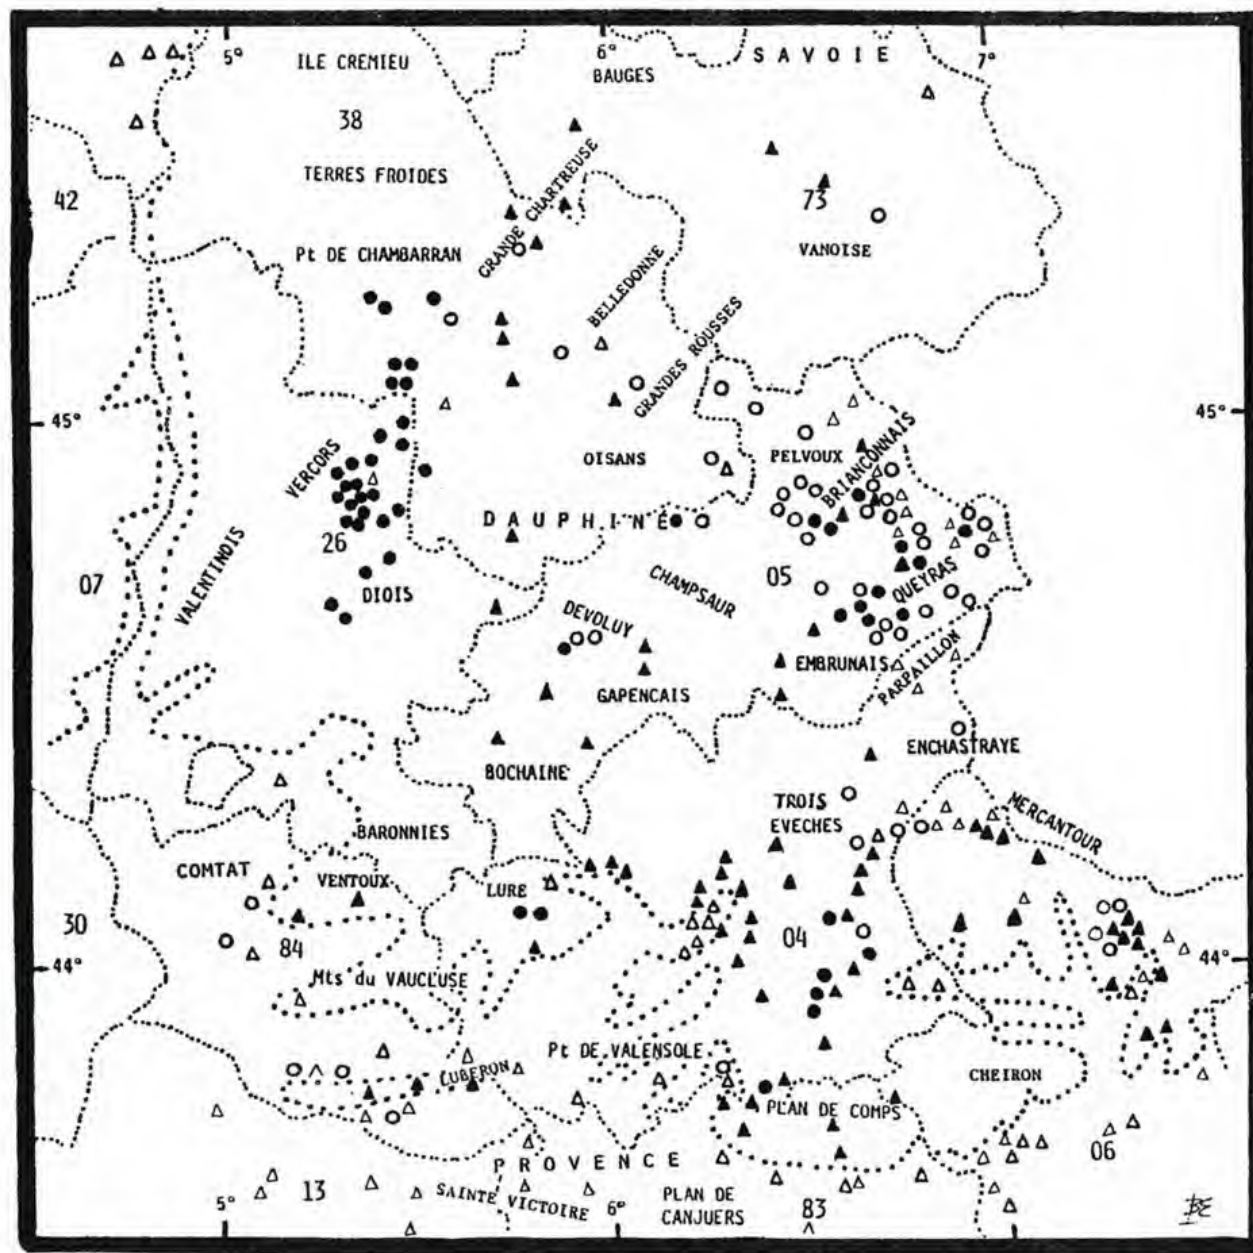 5°
6°
SAVOIE
7°
ILE CREMIEU
BAUGES
38
TERRES FROIDES
GRANDE CHARTREUSE
42
73
VANOISE
Pt DE CHAMBARRAN
BELLEDONNE
GRANDES ROUSSES
45°
45°
VERCORS
OISANS
PELVOUX
BRIANCONNAIS
DAUPHINE
26
07
VALENTINOIS
DIOIS
CHAMPSAUR
05
QUEYRAS
DEVOLUY
EMBRUNAIS
PARPAILLON
GAPENCAIS
ENCHASTRAYE
BOCHAINE
TROIS
EVECHES
MERCANTOUR
BARONNIES
COMTAT
VENTOUX
LURE
30
84
04
44°
44°
Mts du VAUCLUSE
Pt DE VALENSOLE
LUBERON
CHEIRON
PLAN DE COMPS
06
PROVENCE
5°
13
SAINTE VICTOIRE
6°
PLAN DE
CANJUERS
83